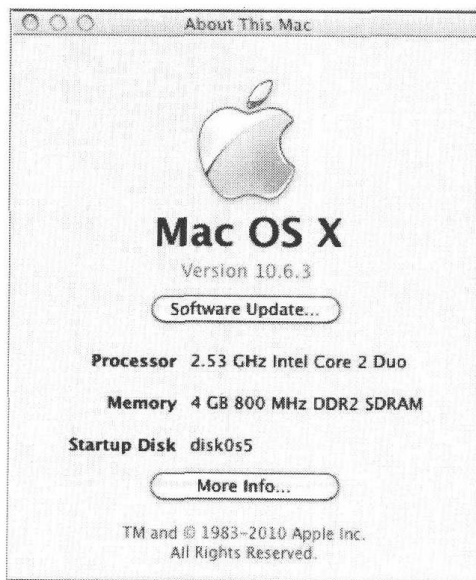 About This Mac
Mac OS X
Version 10.6.3
Software Update...
Processor 2.53 GHz Intel Core 2 Duo
Memory 4 GB 800 MHz DDR2 SDRAM
Startup Disk disk0s5
More Info...
TM and © 1983–2010 Apple Inc.
All Rights Reserved.